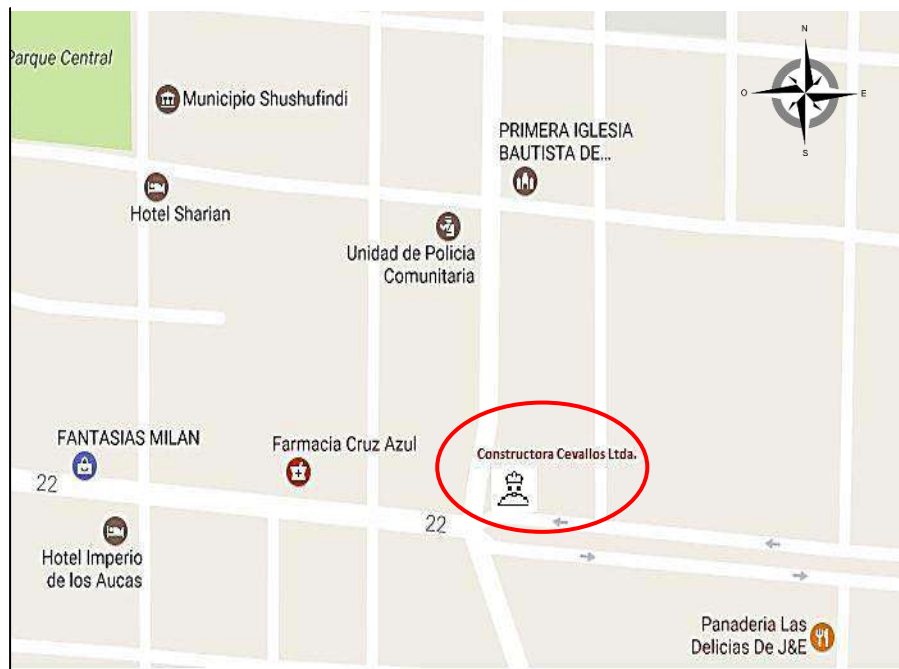 Parque Central
Municipio Shushufindi
N
O
E
S
PRIMERA IGLESIA
BAUTISTA DE...
Hotel Sharian
Unidad de Policia
Comunitaria
FANTASIAS MILAN
22
Farmacia Cruz Azul
Constructora Cevallos Ltda.
22
Hotel Imperio
de los Aucas
Panaderia Las
Delicias De J&E